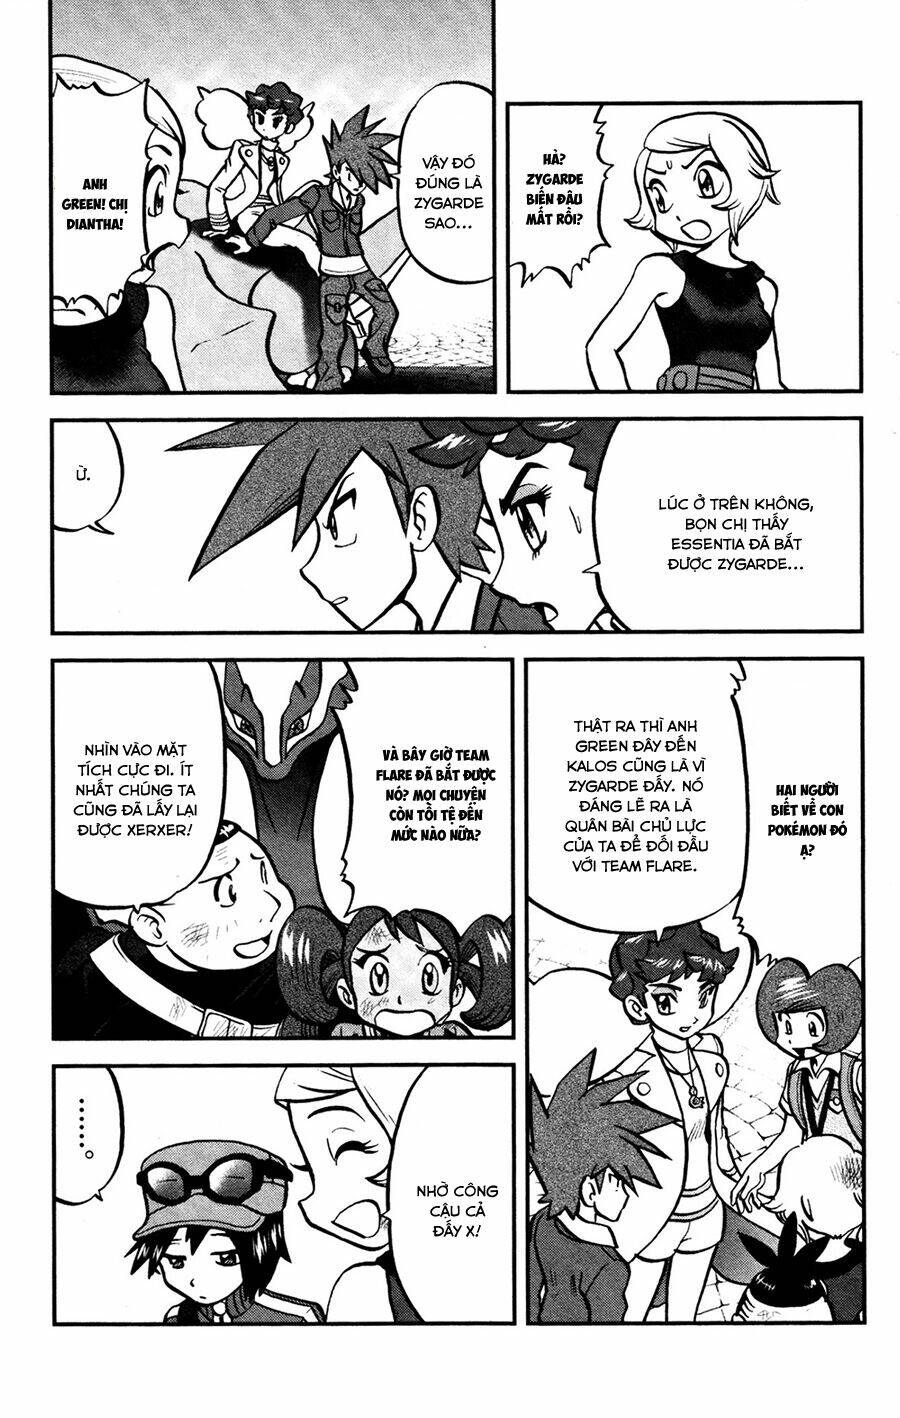 HẢ?
ZYGARDE
BIẾN ĐÂU
MẤT RỒI?
VẬY ĐÓ
ĐÚNG LÀ
ZYGARDE
SAO...
ANH
GREEN! CHỊ
DIANTHA!
LÚC Ở TRÊN KHÔNG,
BỌN CHỊ THẤY
ESSENTIA ĐÃ BẮT
ĐƯỢC ZYGARDE...
Ừ.
HAI NGƯỜI
BIẾT VỀ CON
POKÉMON ĐÓ
Ạ?
THẬT RA THÌ ANH
GREEN ĐÂY ĐẾN
KALOS CŨNG LÀ VÌ
ZYGARDE ĐẤY. NÓ
ĐÁNG LẼ RA LÀ
QUÂN BÀI CHỦ LỰC
CỦA TA ĐỂ ĐỐI ĐẦU
VỚI TEAM FLARE.
VÀ BÂY GIỜ TEAM
FLARE ĐÃ BẮT ĐƯỢC
NÓ? MỌI CHUYỆN
CÒN TỒI TỆ ĐẾN
MỨC NÀO NỮA?
NHÌN VÀO MẶT
TÍCH CỰC ĐI. ÍT
NHẤT CHÚNG TA
CŨNG ĐÃ LẤY LẠI
ĐƯỢC XERXER!
NHỜ CÔNG
CẬU CẢ
ĐẤY X!
.......